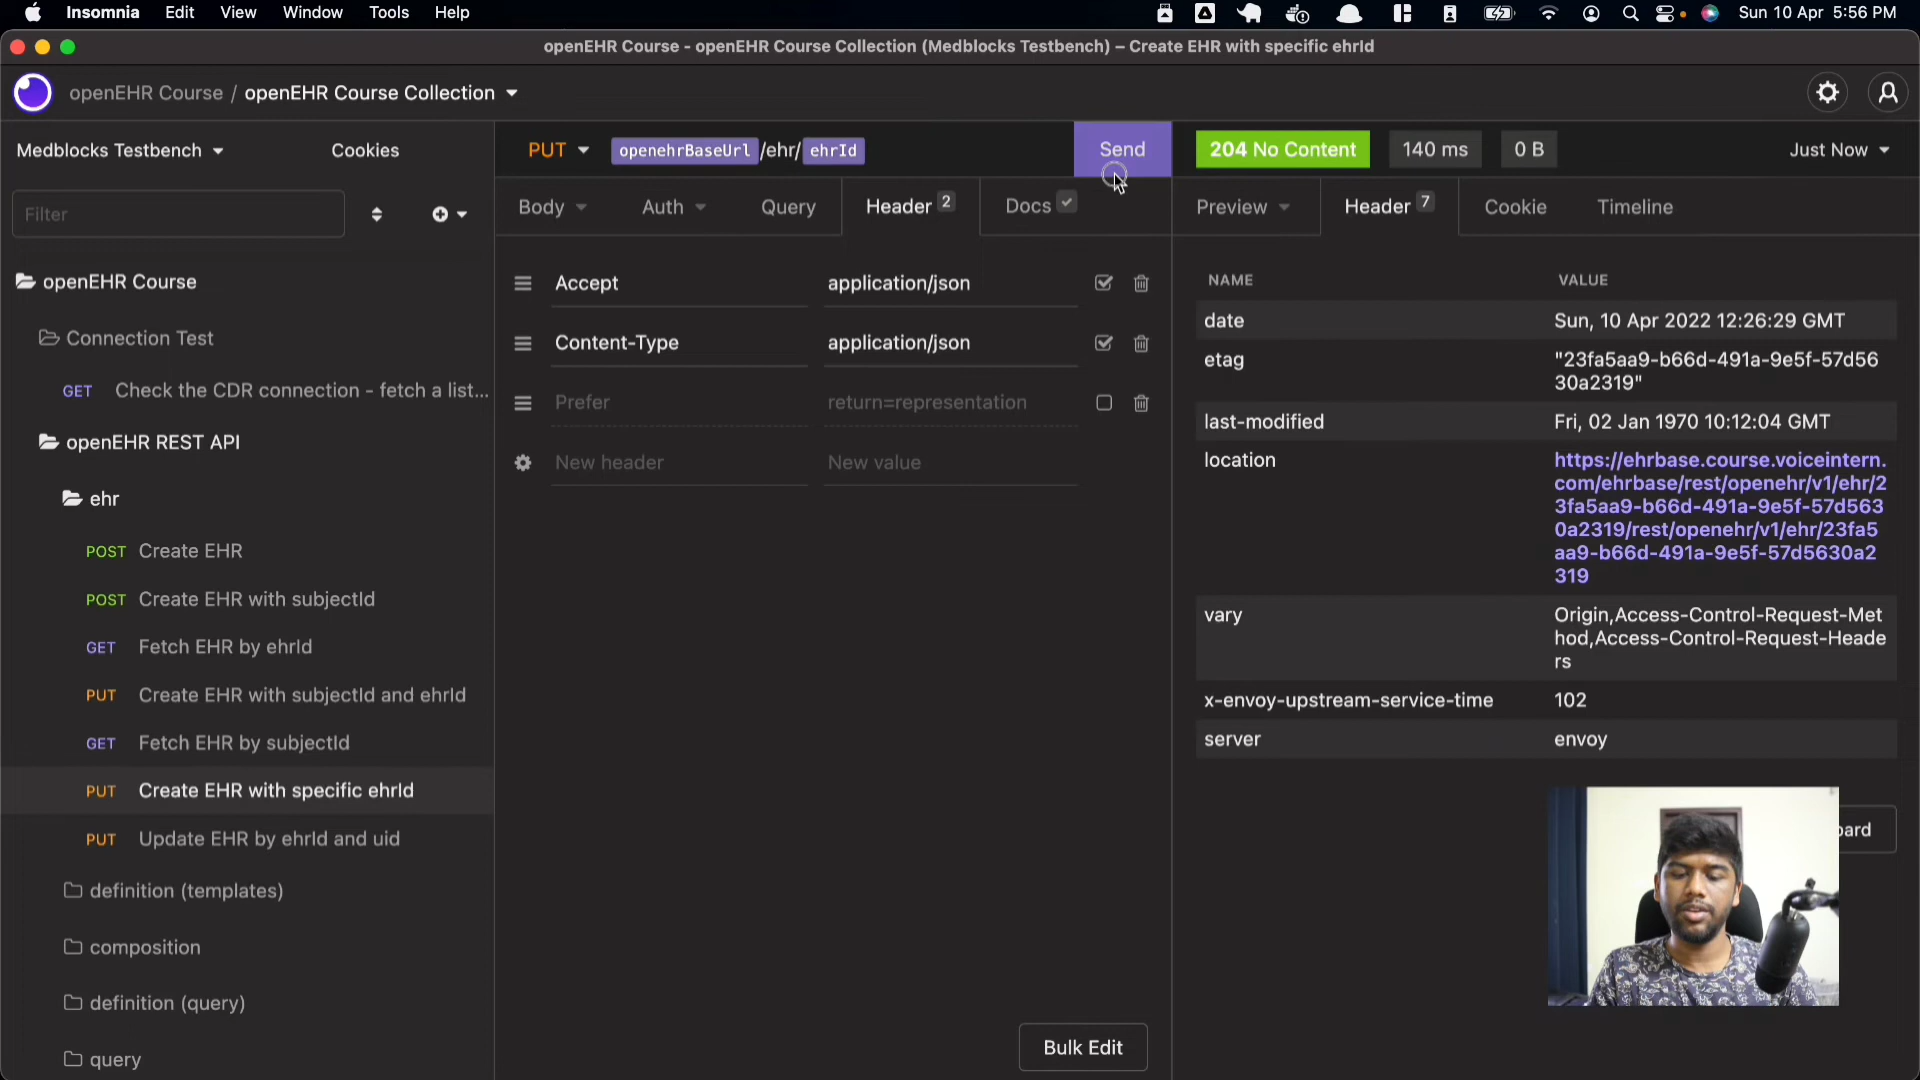 Insomnia Edit View Window Tools Help Sun 10 Apr 5:56 PM
openEHR Course - openEHR Course Collection (Medblocks Testbench) – Create EHR with specific ehrId
openEHR Course / openEHR Course Collection
Medblocks Testbench Cookies
Filter
openEHR Course
Connection Test
GET Check the CDR connection - fetch a list...
openEHR REST API
ehr
POST Create EHR
POST Create EHR with subjectId
GET Fetch EHR by ehrId
PUT Create EHR with subjectId and ehrId
GET Fetch EHR by subjectId
PUT Create EHR with specific ehrId
PUT Update EHR by ehrId and uid
definition (templates)
composition
definition (query)
query
PUT openehrBaseUrl /ehr/ ehrId Send
Body Auth Query Header 2 Docs
Accept application/json
Content-Type application/json
Prefer return=representation
New header New value
Bulk Edit
204 No Content 140 ms 0 B Just Now
Preview Header 7 Cookie Timeline
NAME VALUE
date Sun, 10 Apr 2022 12:26:29 GMT
etag "23fa5aa9-b66d-491a-9e5f-57d56
30a2319"
last-modified Fri, 02 Jan 1970 10:12:04 GMT
location https://ehrbase.course.voiceintern.
com/ehrbase/rest/openehr/v1/ehr/2
3fa5aa9-b66d-491a-9e5f-57d563
0a2319/rest/openehr/v1/ehr/23fa5
aa9-b66d-491a-9e5f-57d5630a2
319
vary Origin,Access-Control-Request-Met
hod,Access-Control-Request-Heade
rs
x-envoy-upstream-service-time 102
server envoy